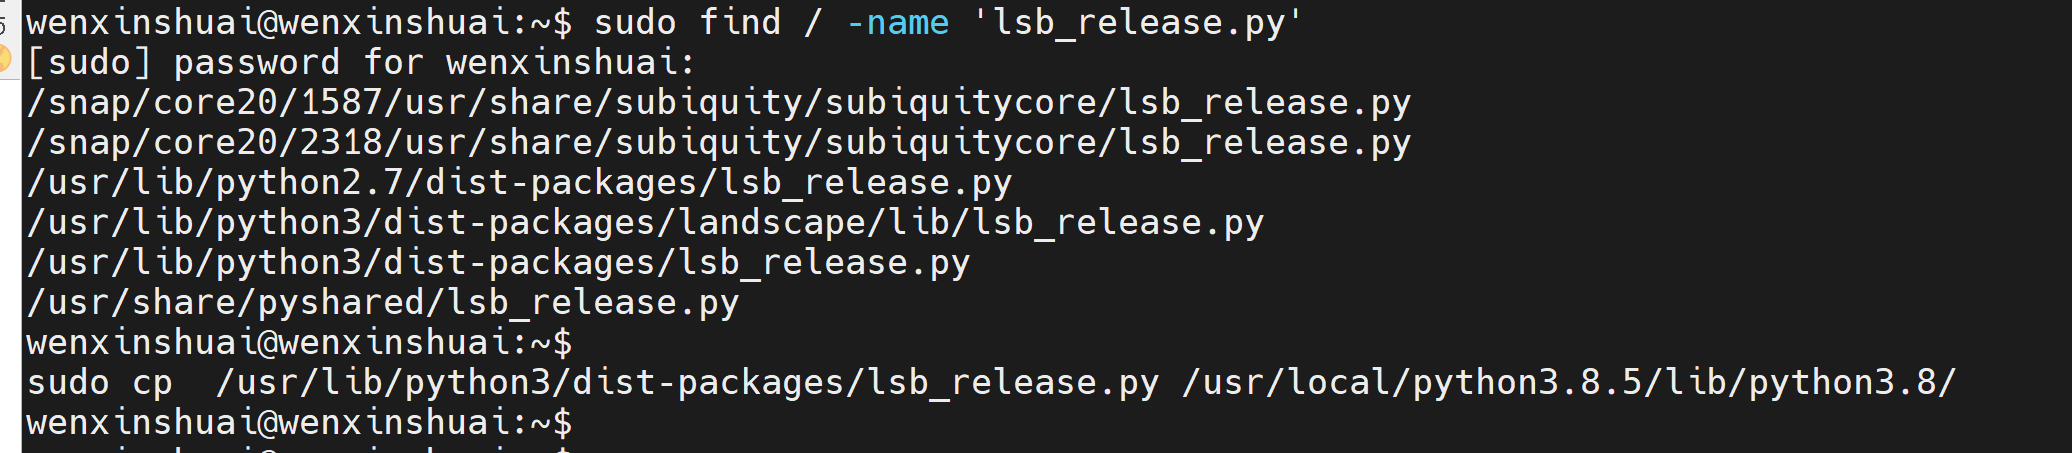 wenxinshuai@wenxinshuai:~$ sudo find / -name 'lsb_release.py'
[sudo] password for wenxinshuai:
/snap/core20/1587/usr/share/subiquity/subiquitycore/lsb_release.py
/snap/core20/2318/usr/share/subiquity/subiquitycore/lsb_release.py
/usr/lib/python2.7/dist-packages/lsb_release.py
/usr/lib/python3/dist-packages/landscape/lib/lsb_release.py
/usr/lib/python3/dist-packages/lsb_release.py
/usr/share/pyshared/lsb_release.py
wenxinshuai@wenxinshuai:~$
sudo cp  /usr/lib/python3/dist-packages/lsb_release.py /usr/local/python3.8.5/lib/python3.8/
wenxinshuai@wenxinshuai:~$